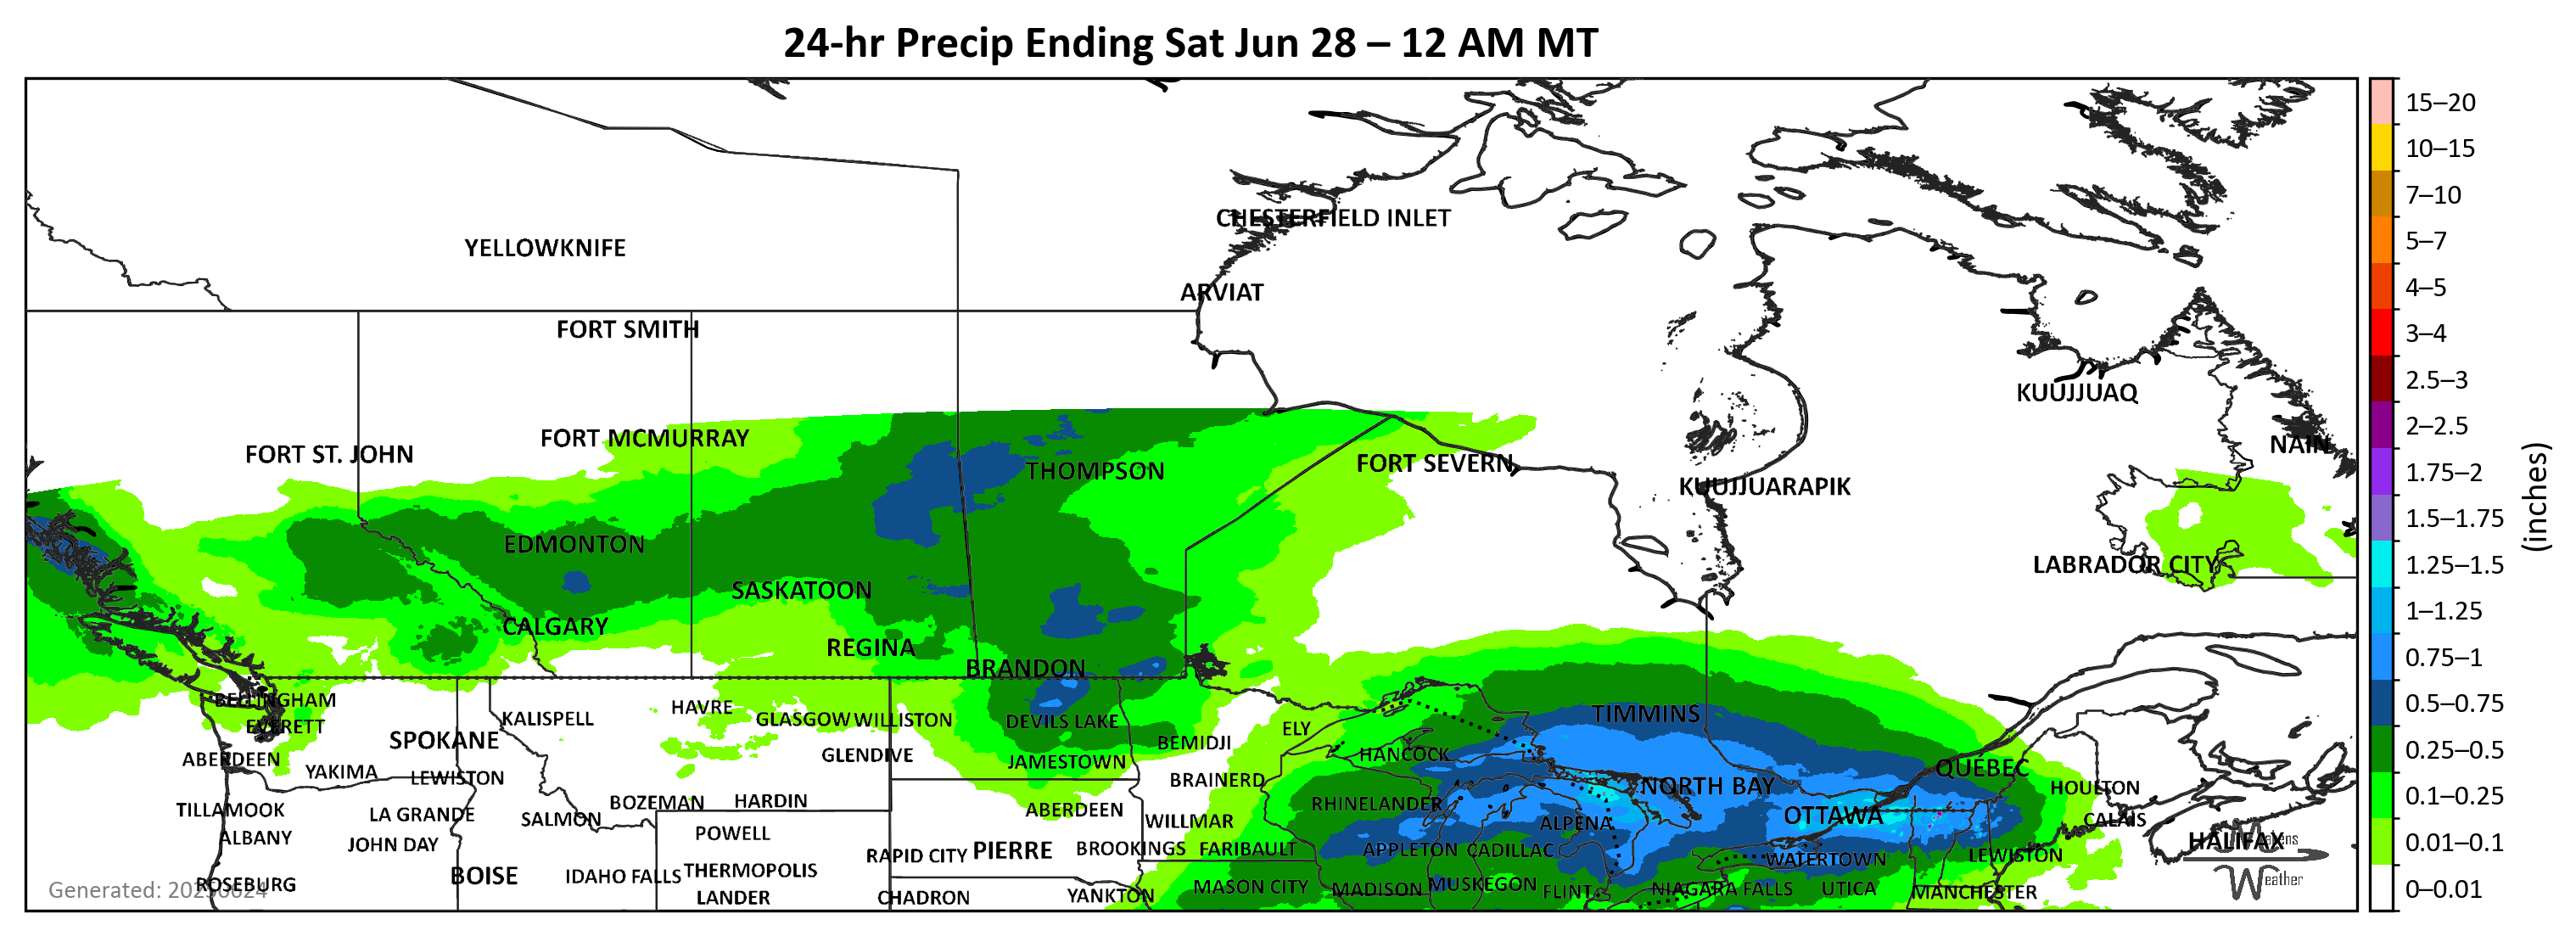 24-hr Precip Ending Sat Jun 28 – 12 AM MT
CHESTERFIELD INLET
YELLOWKNIFE
ARVIAT
FORT SMITH
KUUJJUAQ
FORT MCMURRAY
NAIN
FORT ST. JOHN
FORT SEVERN
THOMPSON
KUUJJUARAPIK
EDMONTON
LABRADOR CITY
SASKATOON
CALGARY
REGINA
BRANDON
BELLINGHAM
HAVRE
TIMMINS
KALISPELL
GLASGOW
WILLISTON
DEVILS LAKE
EVERETT
ELY
SPOKANE
BEMIDJI
GLENDIVE
HANCOCK
ABERDEEN
JAMESTOWN
QUÉBEC
YAKIMA
LEWISTON
BRAINERD
NORTH BAY
HOULTON
BOZEMAN
HARDIN
RHINELANDER
TILLAMOOK
ABERDEEN
LA GRANDE
SALMON
WILLMAR
OTTAWA
CALAIS
ALPENA
ALBANY
POWELL
JOHN DAY
HALIFAX
RAPID CITY
PIERRE
BROOKINGS
FARIBAULT
APPLETON
CADILLAC
WATERTOWN
LEWISTON
BOISE
IDAHO FALLS
THERMOPOLIS
Weather
ROSEBURG
MASON CITY
MADISON
MUSKEGON
FLINT
NIAGARA FALLS
UTICA
MANCHESTER
LANDER
CHADRON
YANKTON
Generated: 20250624
15–20
10–15
7–10
5–7
4–5
3–4
2.5–3
2–2.5
1.75–2
1.5–1.75
1.25–1.5
1–1.25
0.75–1
0.5–0.75
0.25–0.5
0.1–0.25
0.01–0.1
0–0.01
(inches)